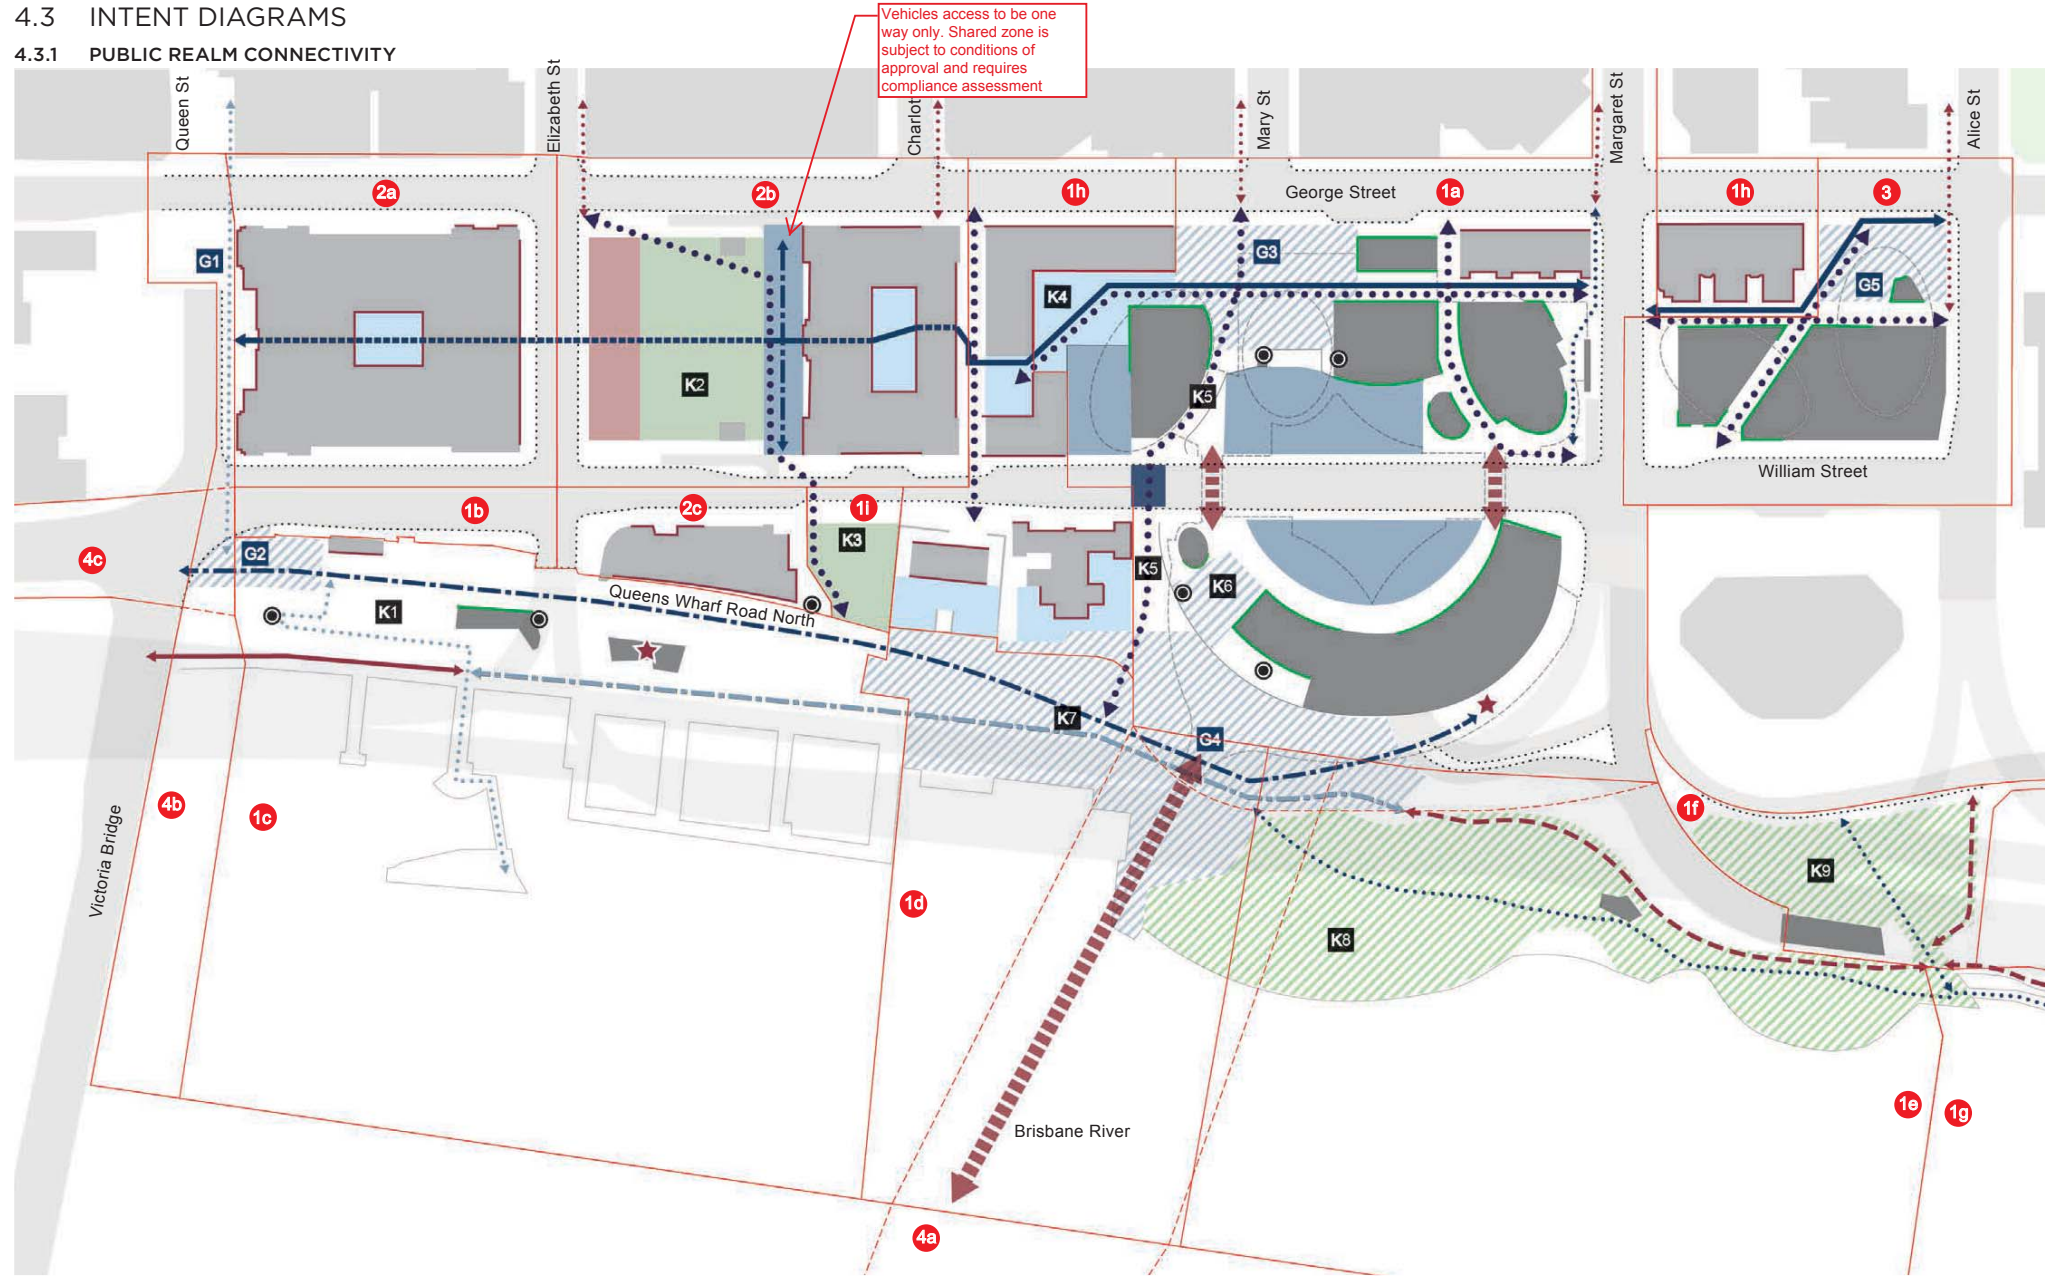 4.3 INTENT DIAGRAMS
4.3.1 PUBLIC REALM CONNECTIVITY
Vehicles access to be one
way only. Shared zone is
subject to conditions of
approval and requires
compliance assessment
Queen St
Elizabeth St
Charlot
Mary St
Margaret St
Alice St
2a
2b
1h
George Street
1a
1h
3
G1
G3
G5
K4
K2
K5
William Street
1b
2c
1i
K3
4c
G2
K5
K6
K1
Queens Wharf Road North
K7
G4
4b
1c
Victoria Bridge
1f
K9
1d
K8
1e
1g
Brisbane River
4a